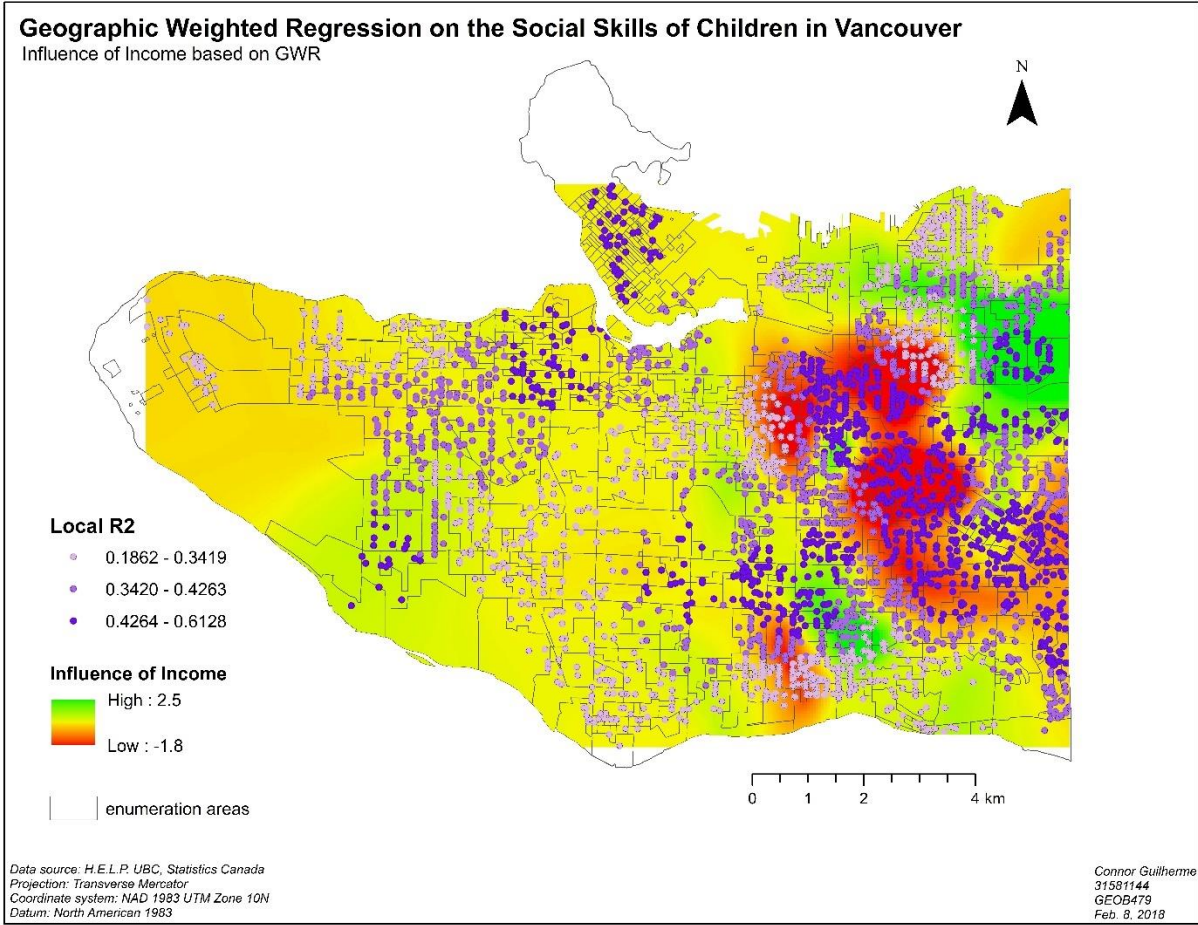 Geographic Weighted Regression on the Social Skills of Children in Vancouver
Influence of Income based on GWR
N
Local R2
0.1862 - 0.3419
0.3420 - 0.4263
0.4264 - 0.6128
Influence of Income
High : 2.5
Low : -1.8
enumeration areas
0 1 2 4 km
Data source: H.E.L.P. UBC, Statistics Canada
Projection: Transverse Mercator
Coordinate system: NAD 1983 UTM Zone 10N
Datum: North American 1983
Connor Guilherme
31581144
GEOB479
Feb. 8, 2018